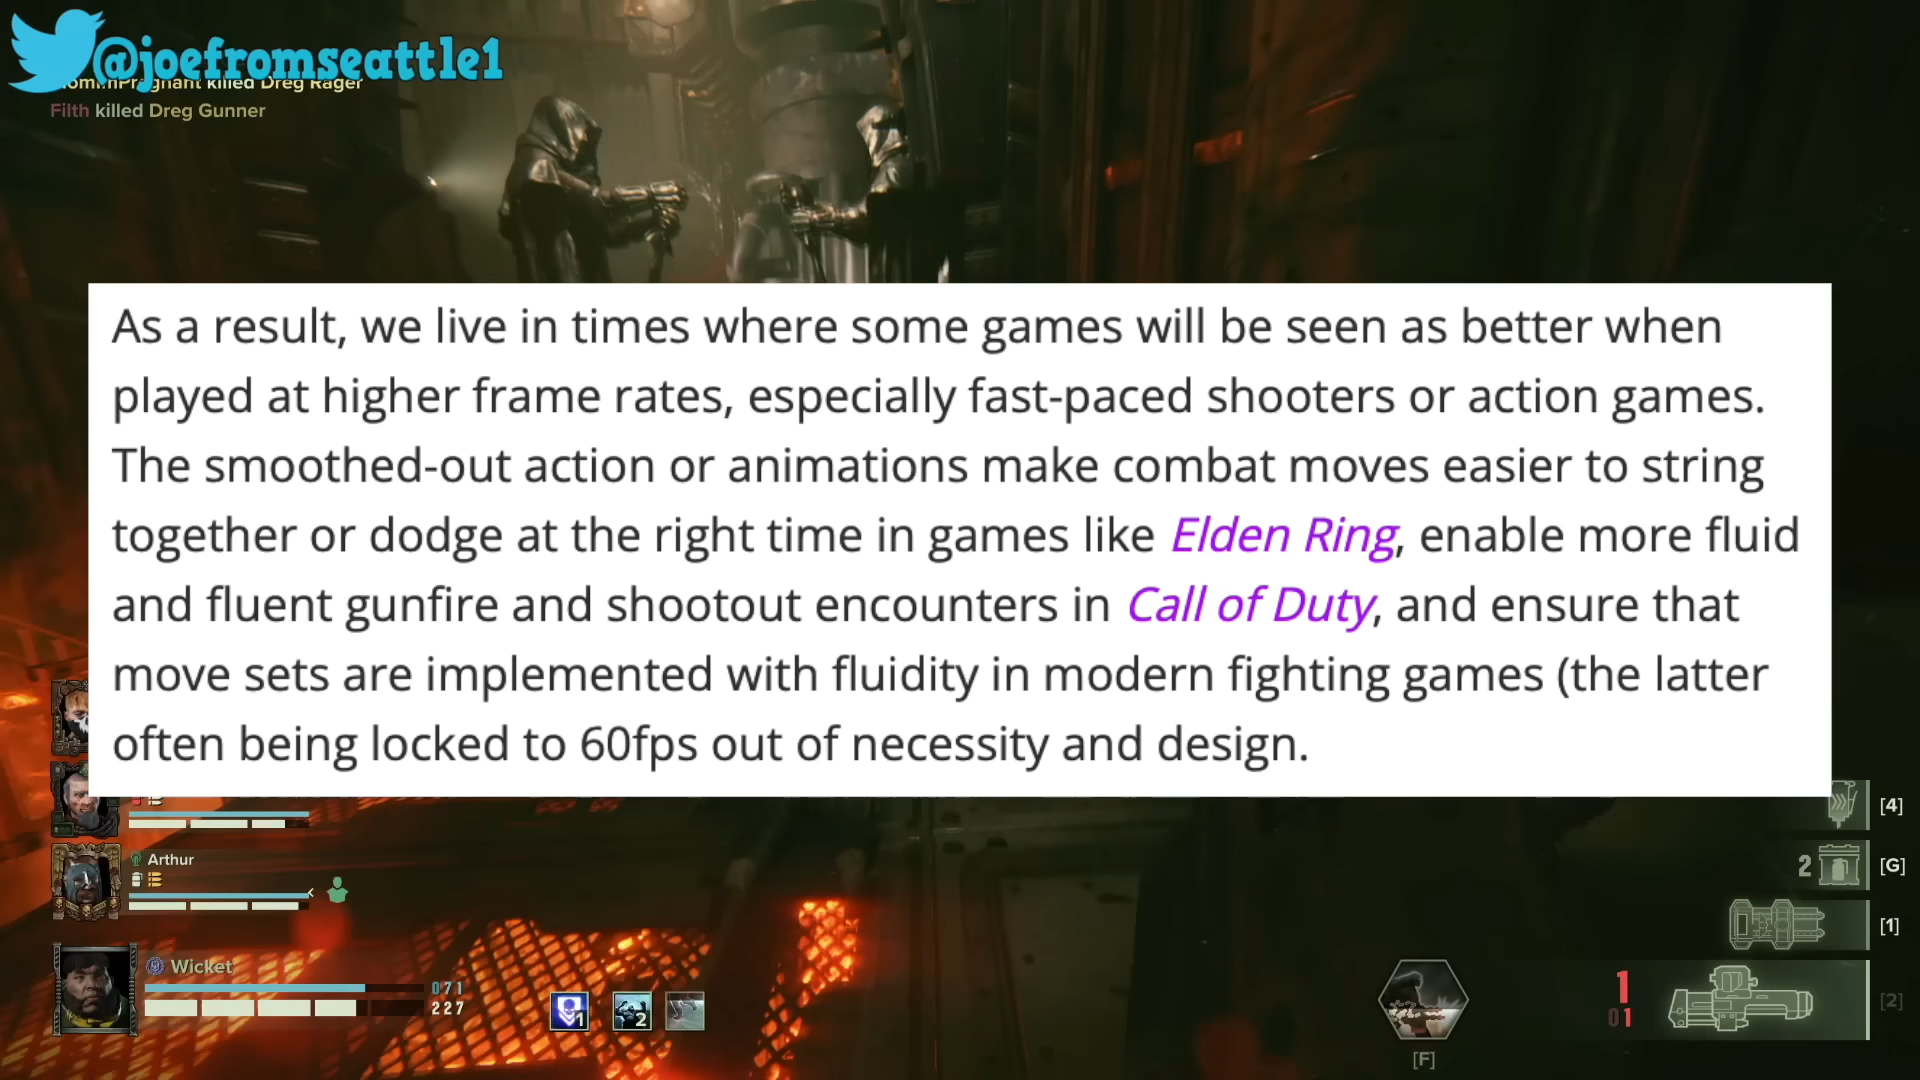 @joefromseattle1
killed Dreg Rager
Filth killed Dreg Gunner
As a result, we live in times where some games will be seen as better when
played at higher frame rates, especially fast-paced shooters or action games.
The smoothed-out action or animations make combat moves easier to string
together or dodge at the right time in games like Elden Ring, enable more fluid
and fluent gunfire and shootout encounters in Call of Duty, and ensure that
move sets are implemented with fluidity in modern fighting games (the latter
often being locked to 60fps out of necessity and design.
Arthur
Wicket
071
227
1
2
[F]
[4]
2 [G]
[1]
1
01
[2]